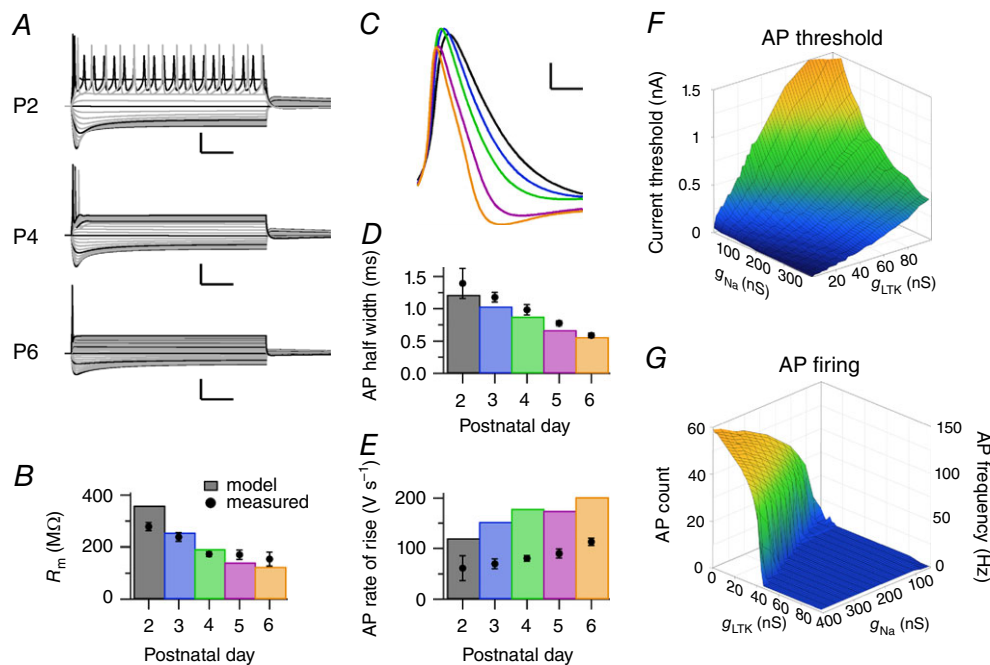 A
P2
P4
P6
B
400
200
0
R_m (MΩ)
model
measured
2 3 4 5 6
Postnatal day
C
D
AP half width (ms)
1.5
1.0
0.5
0.0
2 3 4 5 6
Postnatal day
E
AP rate of rise (V s⁻¹)
200
100
0
2 3 4 5 6
Postnatal day
F
AP threshold
Current threshold (nA)
1.5
1
0.5
0
100 200 300
g_Na (nS)
20 40 60 80
g_LTK (nS)
G
AP firing
AP count
60
40
20
0
0 20 40 60 80
g_LTK (nS)
400 300 200 100
g_Na (nS)
150
100
50
0
AP frequency (Hz)